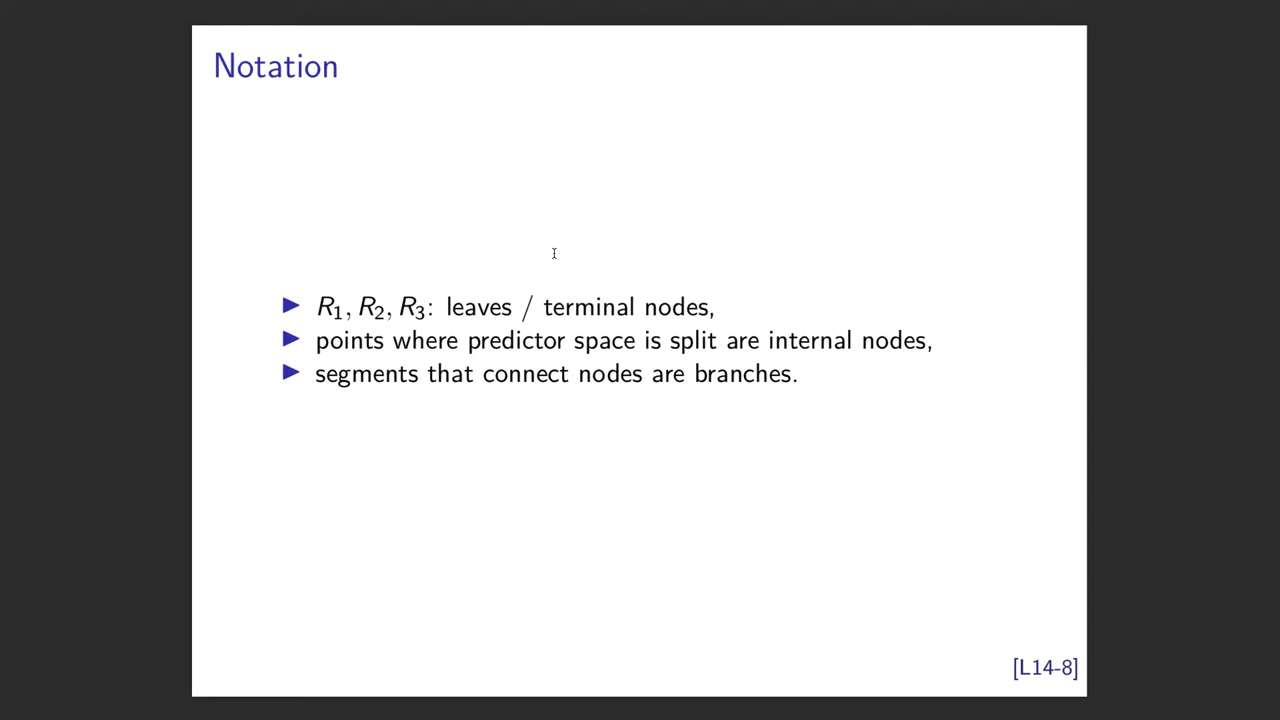 Notation
▶ R₁, R₂, R₃: leaves / terminal nodes,
▶ points where predictor space is split are internal nodes,
▶ segments that connect nodes are branches.
[L14-8]